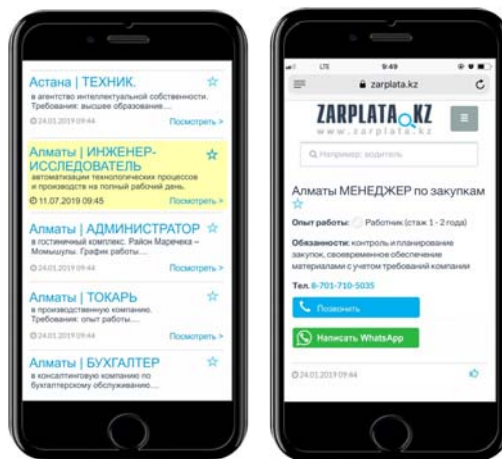 Астана | ТЕХНИК.
в агентство интеллектуальной собственности.
Требования: высшее образование....
24.01.2019 09:44 Посмотреть >
Алматы | ИНЖЕНЕР-
ИССЛЕДОВАТЕЛЬ
автоматизации технологических процессов
и производств на полный рабочий день.
11.07.2019 09:45 Посмотреть >
Алматы | АДМИНИСТРАТОР
в гостиничный комплекс. Район Маречека –
Момышулы. График работы....
24.01.2019 09:44 Посмотреть >
Алматы | ТОКАРЬ
в производственную компанию.
Требования: опыт работы....
24.01.2019 09:44 Посмотреть >
Алматы | БУХГАЛТЕР
в консалтинговую компанию по
бухгалтерскому обслуживанию....
LTE 9:49
zarplata.kz
ZARPLATA KZ
www.zarplata.kz
Например: водитель
Алматы МЕНЕДЖЕР по закупкам
Опыт работы: Работник (стаж 1 - 2 года)
Обязанности: контроль и планирование
закупок, своевременное обеспечение
материалами с учетом требований компании
Тел. 8-701-710-5035
Позвонить
Написать WhatsApp
24.01.2019 09:44